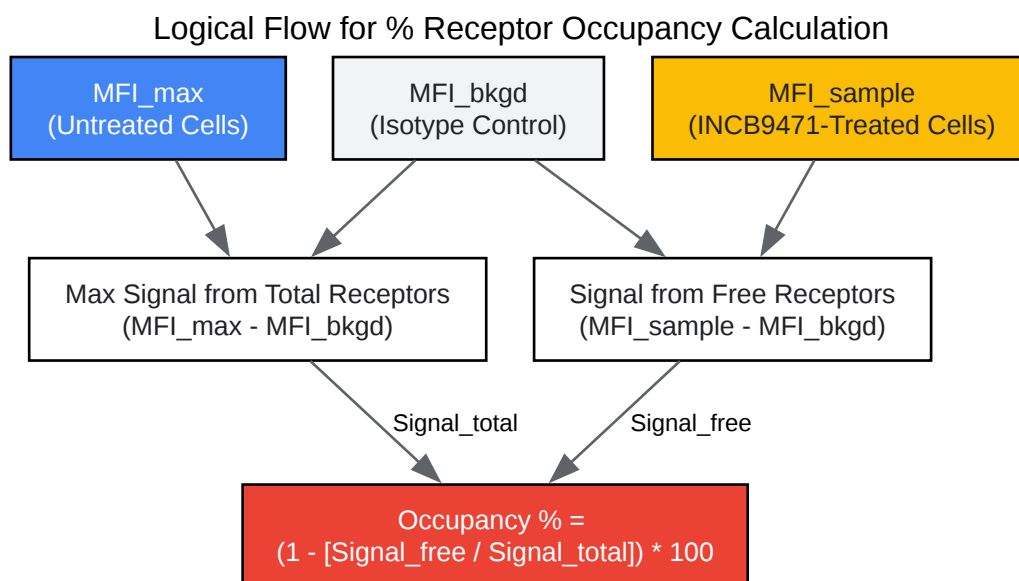 Logical Flow for % Receptor Occupancy Calculation
MFI_max
(Untreated Cells)
MFI_bkgd
(Isotype Control)
MFI_sample
(INCB9471-Treated Cells)
Max Signal from Total Receptors
(MFI_max - MFI_bkgd)
Signal from Free Receptors
(MFI_sample - MFI_bkgd)
Signal_total
Signal_free
Occupancy % =
(1 - [Signal_free / Signal_total]) * 100